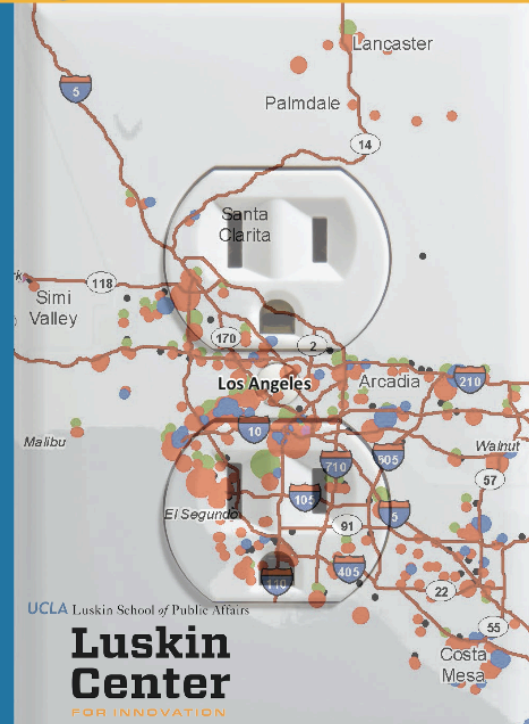 Lancaster
5
Palmdale
14
Santa
Clarita
118
Simi
Valley
170
2
Los Angeles
Arcadia
210
10
Malibu
Walnut
710
605
57
105
El Segundo
5
91
110
405
22
55
UCLA Luskin School of Public Affairs
Luskin
Center
FOR INNOVATION
Costa
Mesa